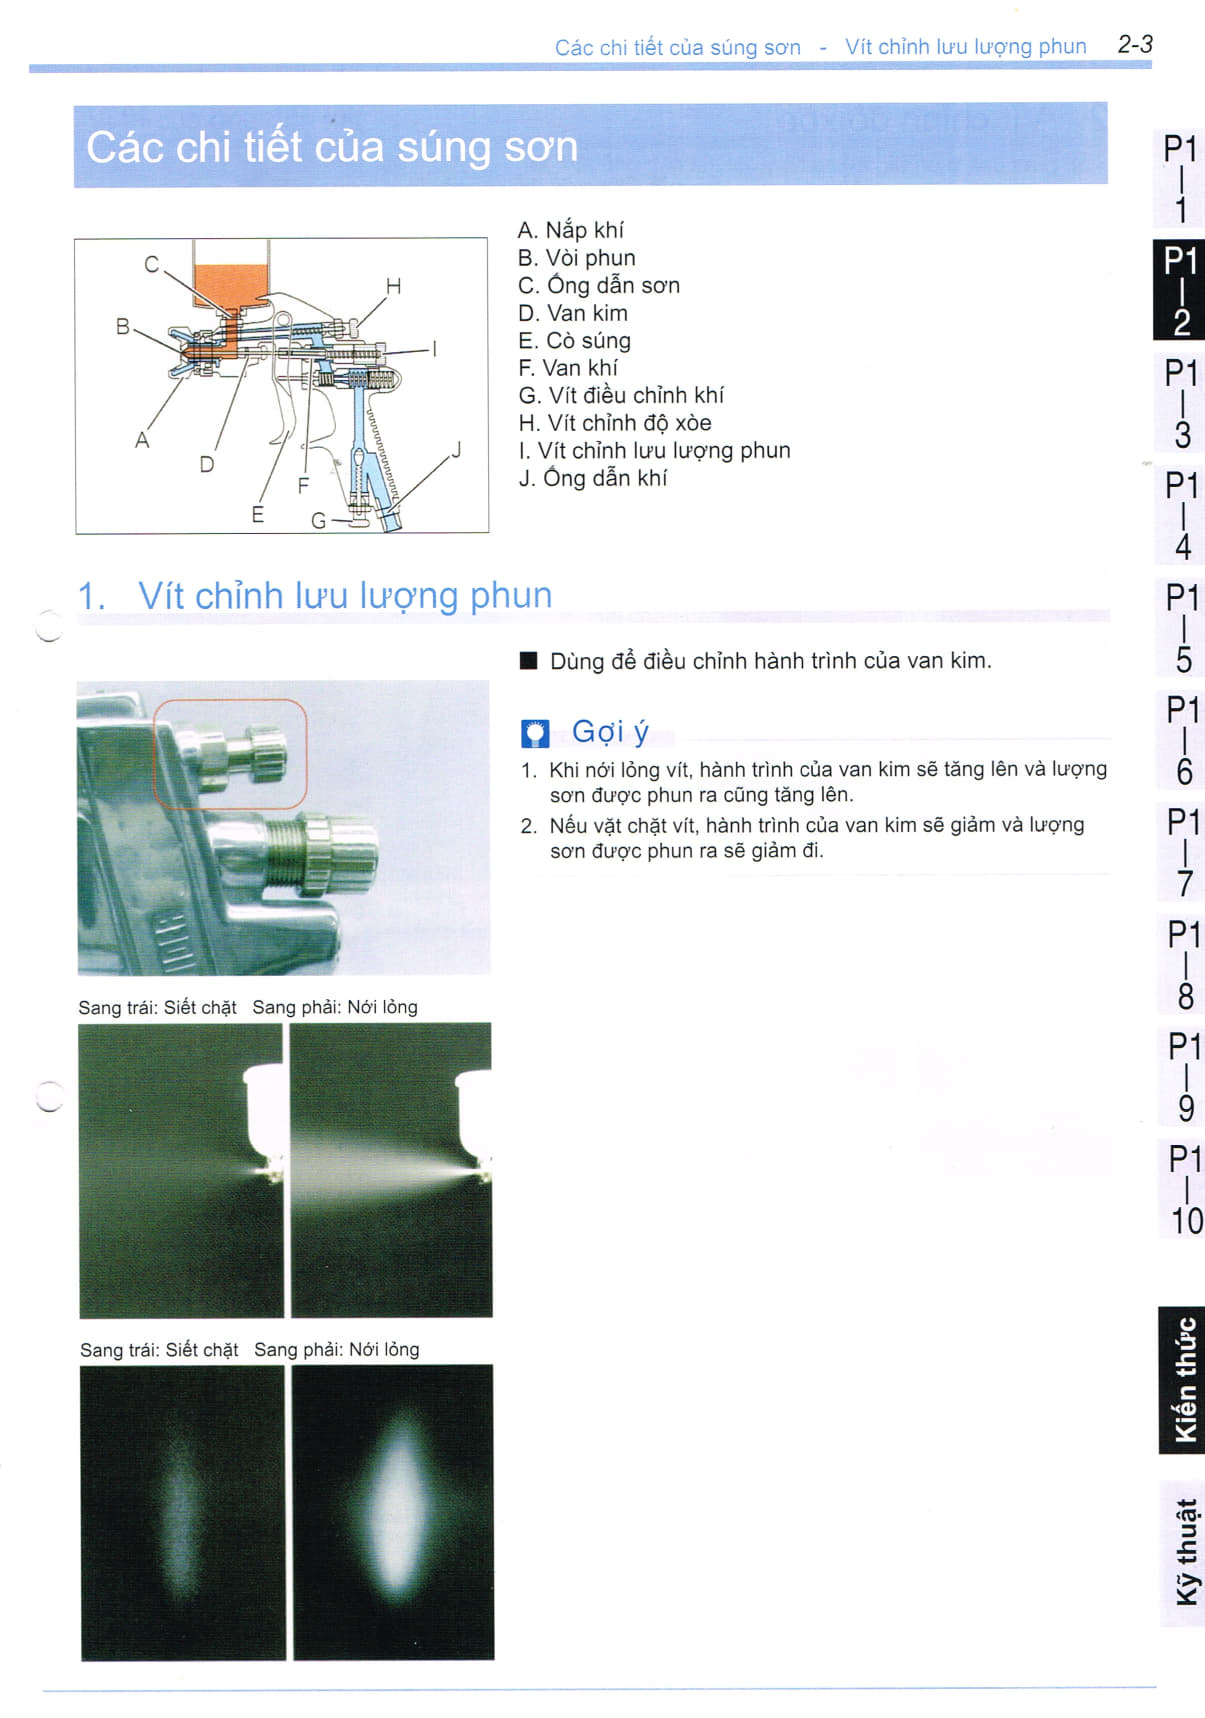 Các chi tiết của súng sơn - Vít chỉnh lưu lượng phun 2-3
Các chi tiết của súng sơn
A. Nắp khí
B. Vòi phun
C. Ống dẫn sơn
D. Van kim
E. Cò súng
F. Van khí
G. Vít điều chỉnh khí
H. Vít chỉnh độ xòe
I. Vít chỉnh lưu lượng phun
J. Ống dẫn khí
C
H
B
I
A
D
J
F
E
G
1. Vít chỉnh lưu lượng phun
■ Dùng để điều chỉnh hành trình của van kim.
Gợi ý
1. Khi nới lỏng vít, hành trình của van kim sẽ tăng lên và lượng
sơn được phun ra cũng tăng lên.
2. Nếu vặt chặt vít, hành trình của van kim sẽ giảm và lượng
sơn được phun ra sẽ giảm đi.
Sang trái: Siết chặt Sang phải: Nới lỏng
Sang trái: Siết chặt Sang phải: Nới lỏng
P1
|
1
P1
|
2
P1
|
3
P1
|
4
P1
|
5
P1
|
6
P1
|
7
P1
|
8
P1
|
9
P1
|
10
Kiến thức
Kỹ thuật